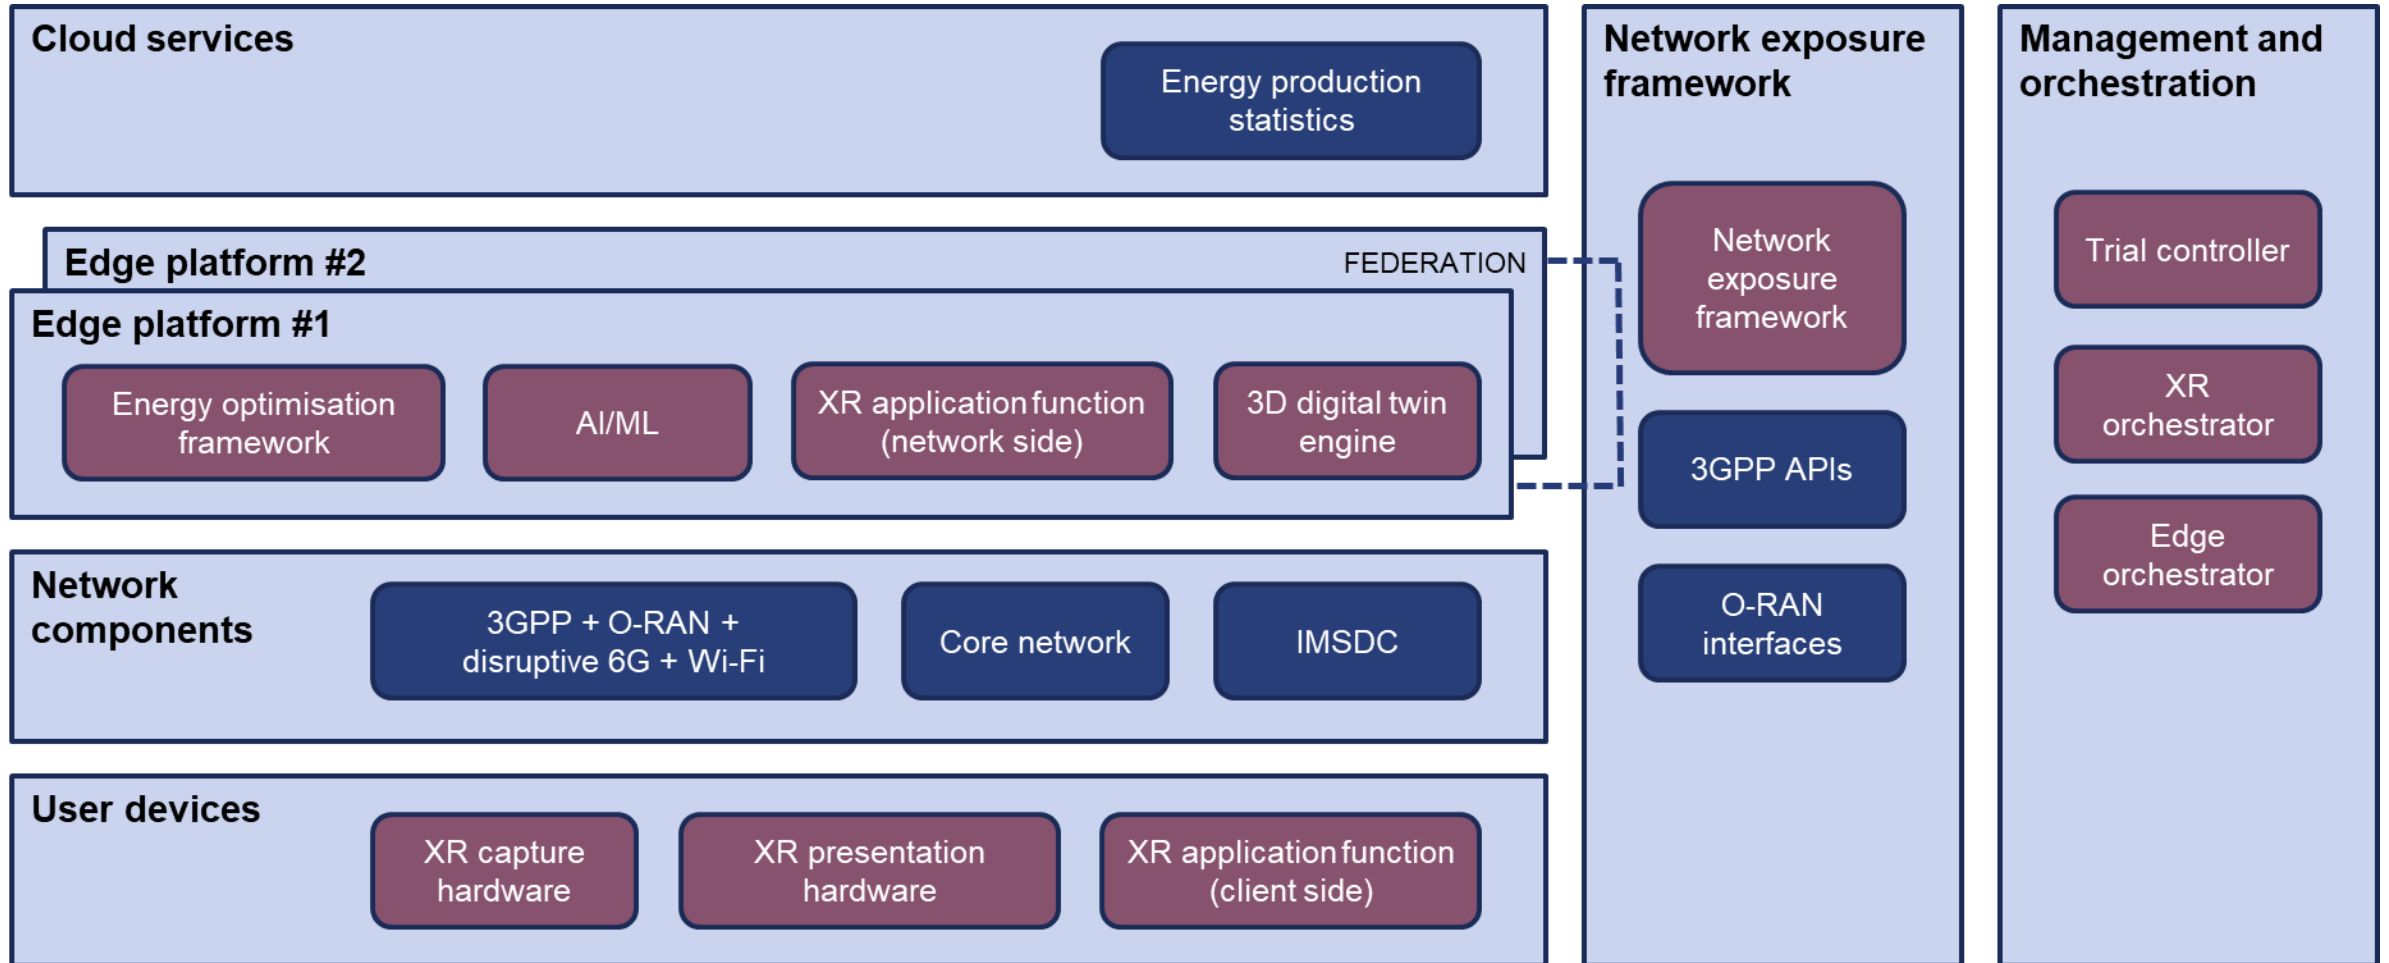 Cloud services
Energy production
statistics
Edge platform #2
FEDERATION
Edge platform #1
Energy optimisation
framework
AI/ML
XR application function
(network side)
3D digital twin
engine
Network
components
3GPP + O-RAN +
disruptive 6G + Wi-Fi
Core network
IMSDC
User devices
XR capture
hardware
XR presentation
hardware
XR application function
(client side)
Network exposure
framework
Network
exposure
framework
3GPP APIs
O-RAN
interfaces
Management and
orchestration
Trial controller
XR
orchestrator
Edge
orchestrator